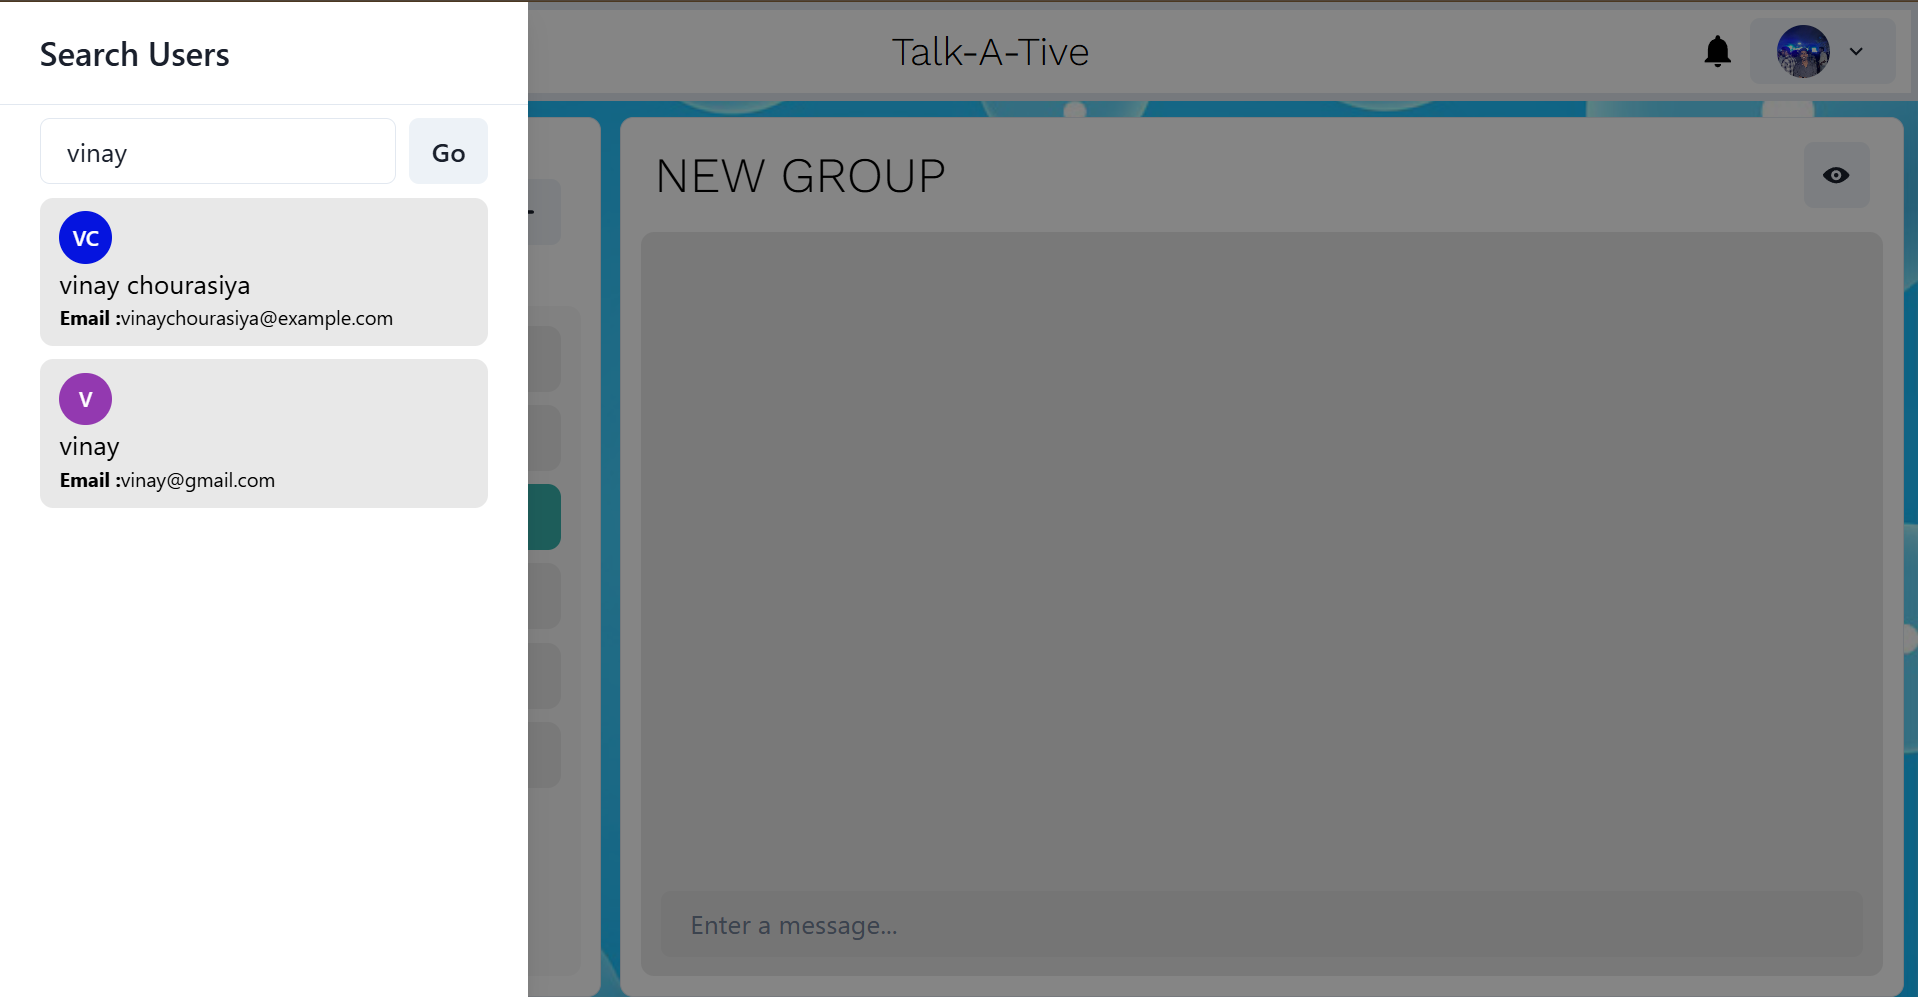 Search Users
Talk-A-Tive
vinay
Go
VC
vinay chourasiya
Email :vinaychourasiya@example.com
V
vinay
Email :vinay@gmail.com
NEW GROUP
Enter a message...